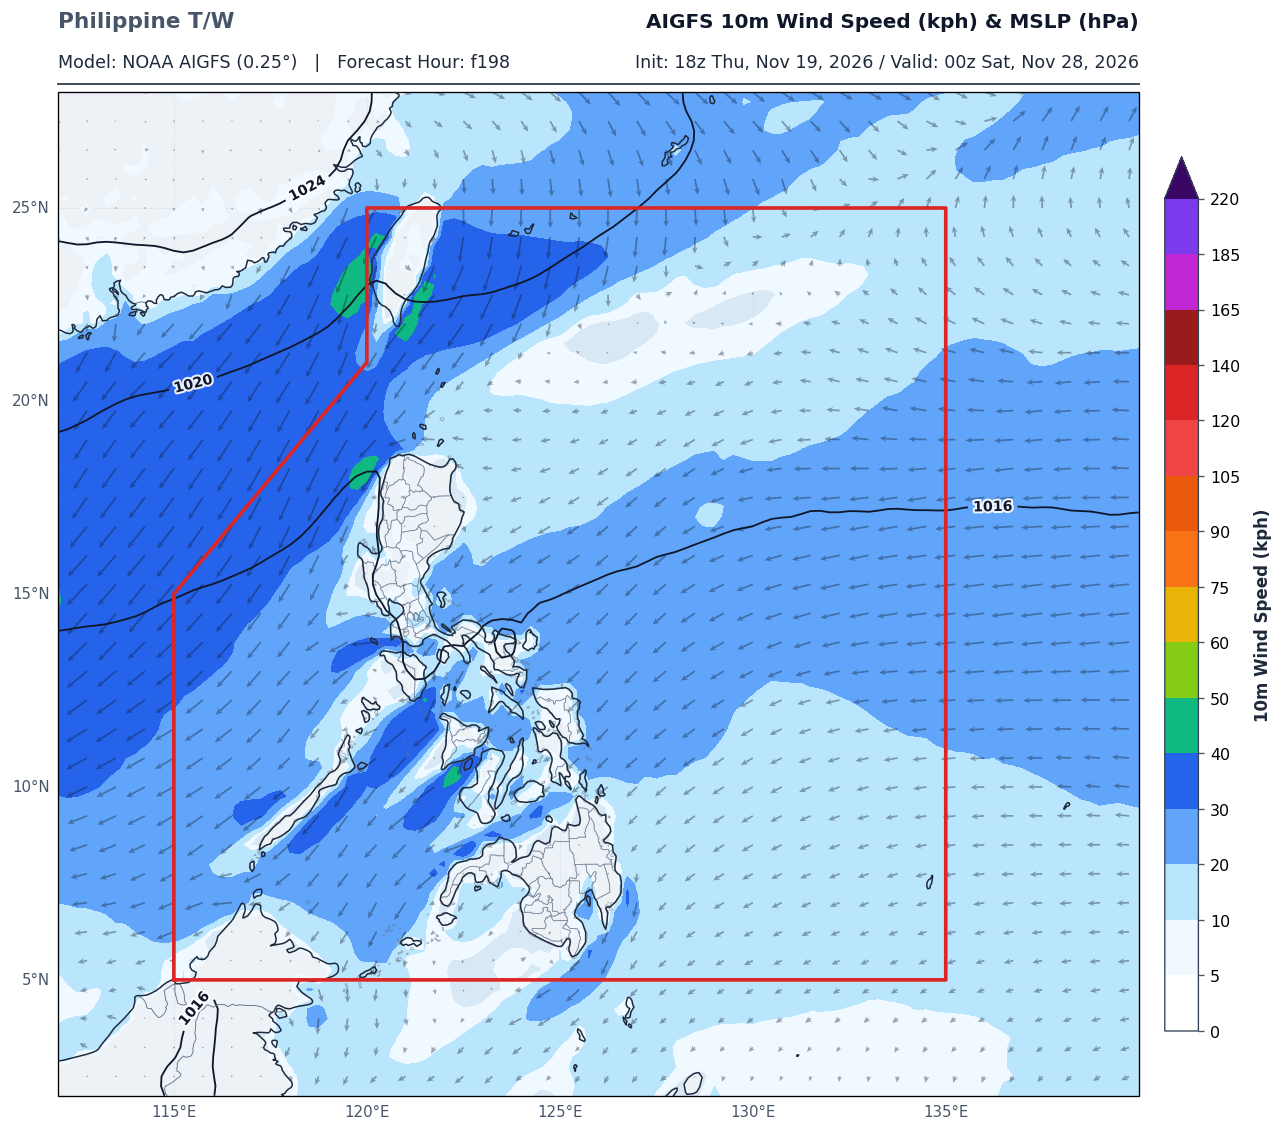 Philippine T/W
AIGFS 10m Wind Speed (kph) & MSLP (hPa)
Model: NOAA AIGFS (0.25°)   |   Forecast Hour: f198
Init: 18z Thu, Nov 19, 2026 / Valid: 00z Sat, Nov 28, 2026
1024
25°N
1020
20°N
1016
15°N
10°N
5°N
1016
115°E
120°E
125°E
130°E
135°E
220
185
165
140
120
105
90
75
60
50
40
30
20
10
5
0
10m Wind Speed (kph)